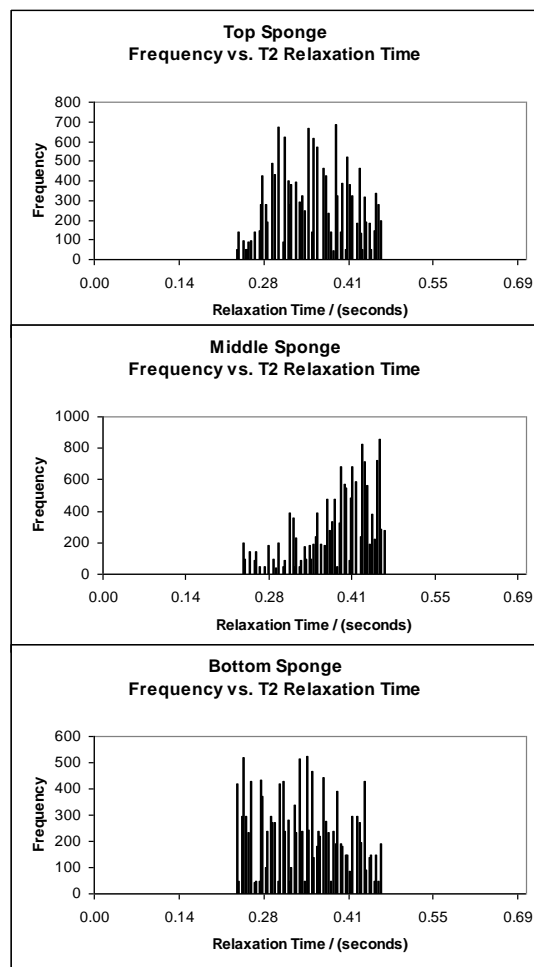 Top Sponge
Frequency vs. T2 Relaxation Time
800
700
600
500
400
300
200
100
0
Frequency
0.00 0.14 0.28 0.41 0.55 0.69
Relaxation Time / (seconds)
Middle Sponge
Frequency vs. T2 Relaxation Time
1000
800
600
400
200
0
Frequency
0.00 0.14 0.28 0.41 0.55 0.69
Relaxation Time / (seconds)
Bottom Sponge
Frequency vs. T2 Relaxation Time
600
500
400
300
200
100
0
Frequency
0.00 0.14 0.28 0.41 0.55 0.69
Relaxation Time / (seconds)